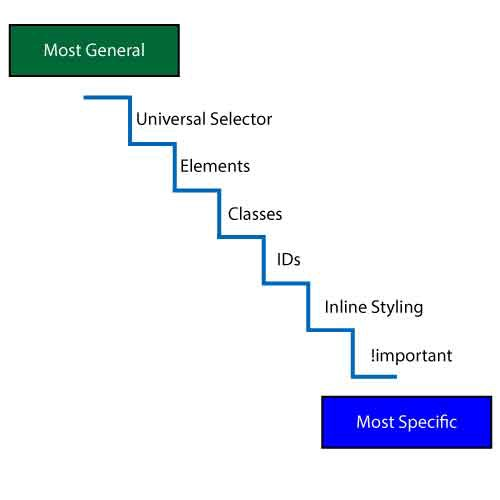 Most General
Universal Selector
Elements
Classes
IDs
Inline Styling
!important
Most Specific